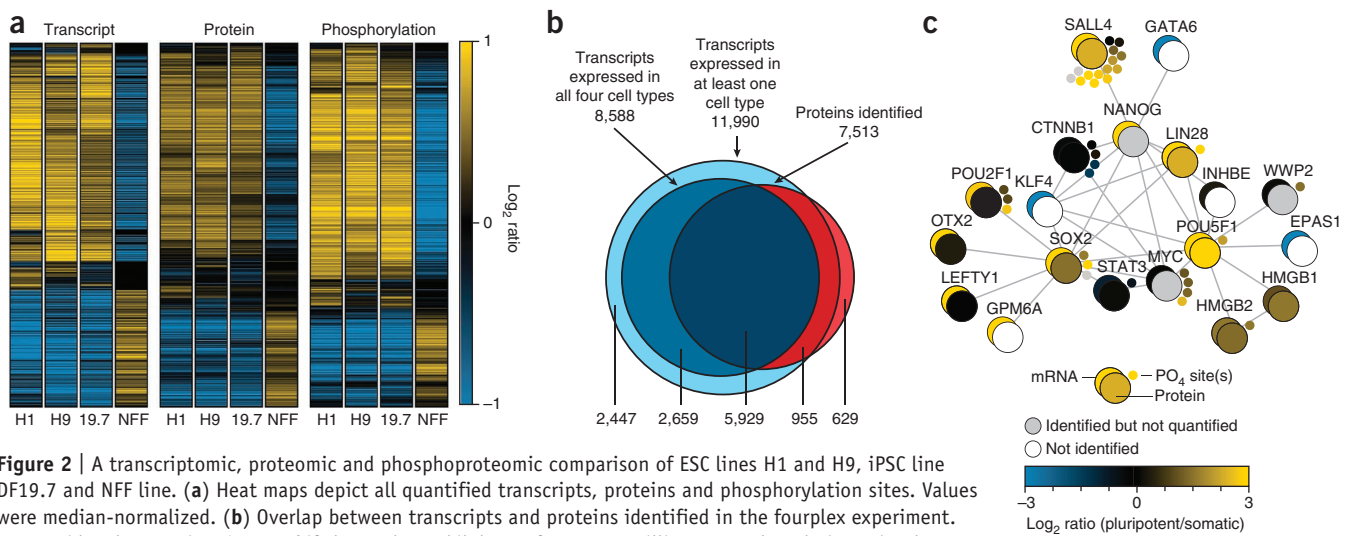 a
Transcript
Protein
Phosphorylation
H1 H9 19.7 NFF
H1 H9 19.7 NFF
H1 H9 19.7 NFF
1
0
−1
Log2 ratio
b
Transcripts
expressed in
all four cell types
8,588
Transcripts
expressed in
at least one
cell type
11,990
Proteins identified
7,513
2,447 2,659 5,929 955 629
c
SALL4
GATA6
NANOG
CTNNB1
LIN28
POU2F1
KLF4
INHBE
WWP2
OTX2
SOX2
POU5F1
EPAS1
STAT3
MYC
LEFTY1
HMGB1
GPM6A
HMGB2
mRNA
PO4 site(s)
Protein
Identified but not quantified
Not identified
−3 0 3
Log2 ratio (pluripotent/somatic)
Figure 2 | A transcriptomic, proteomic and phosphoproteomic comparison of ESC lines H1 and H9, iPSC line
DF19.7 and NFF line. (a) Heat maps depict all quantified transcripts, proteins and phosphorylation sites. Values
were median-normalized. (b) Overlap between transcripts and proteins identified in the fourplex experiment.